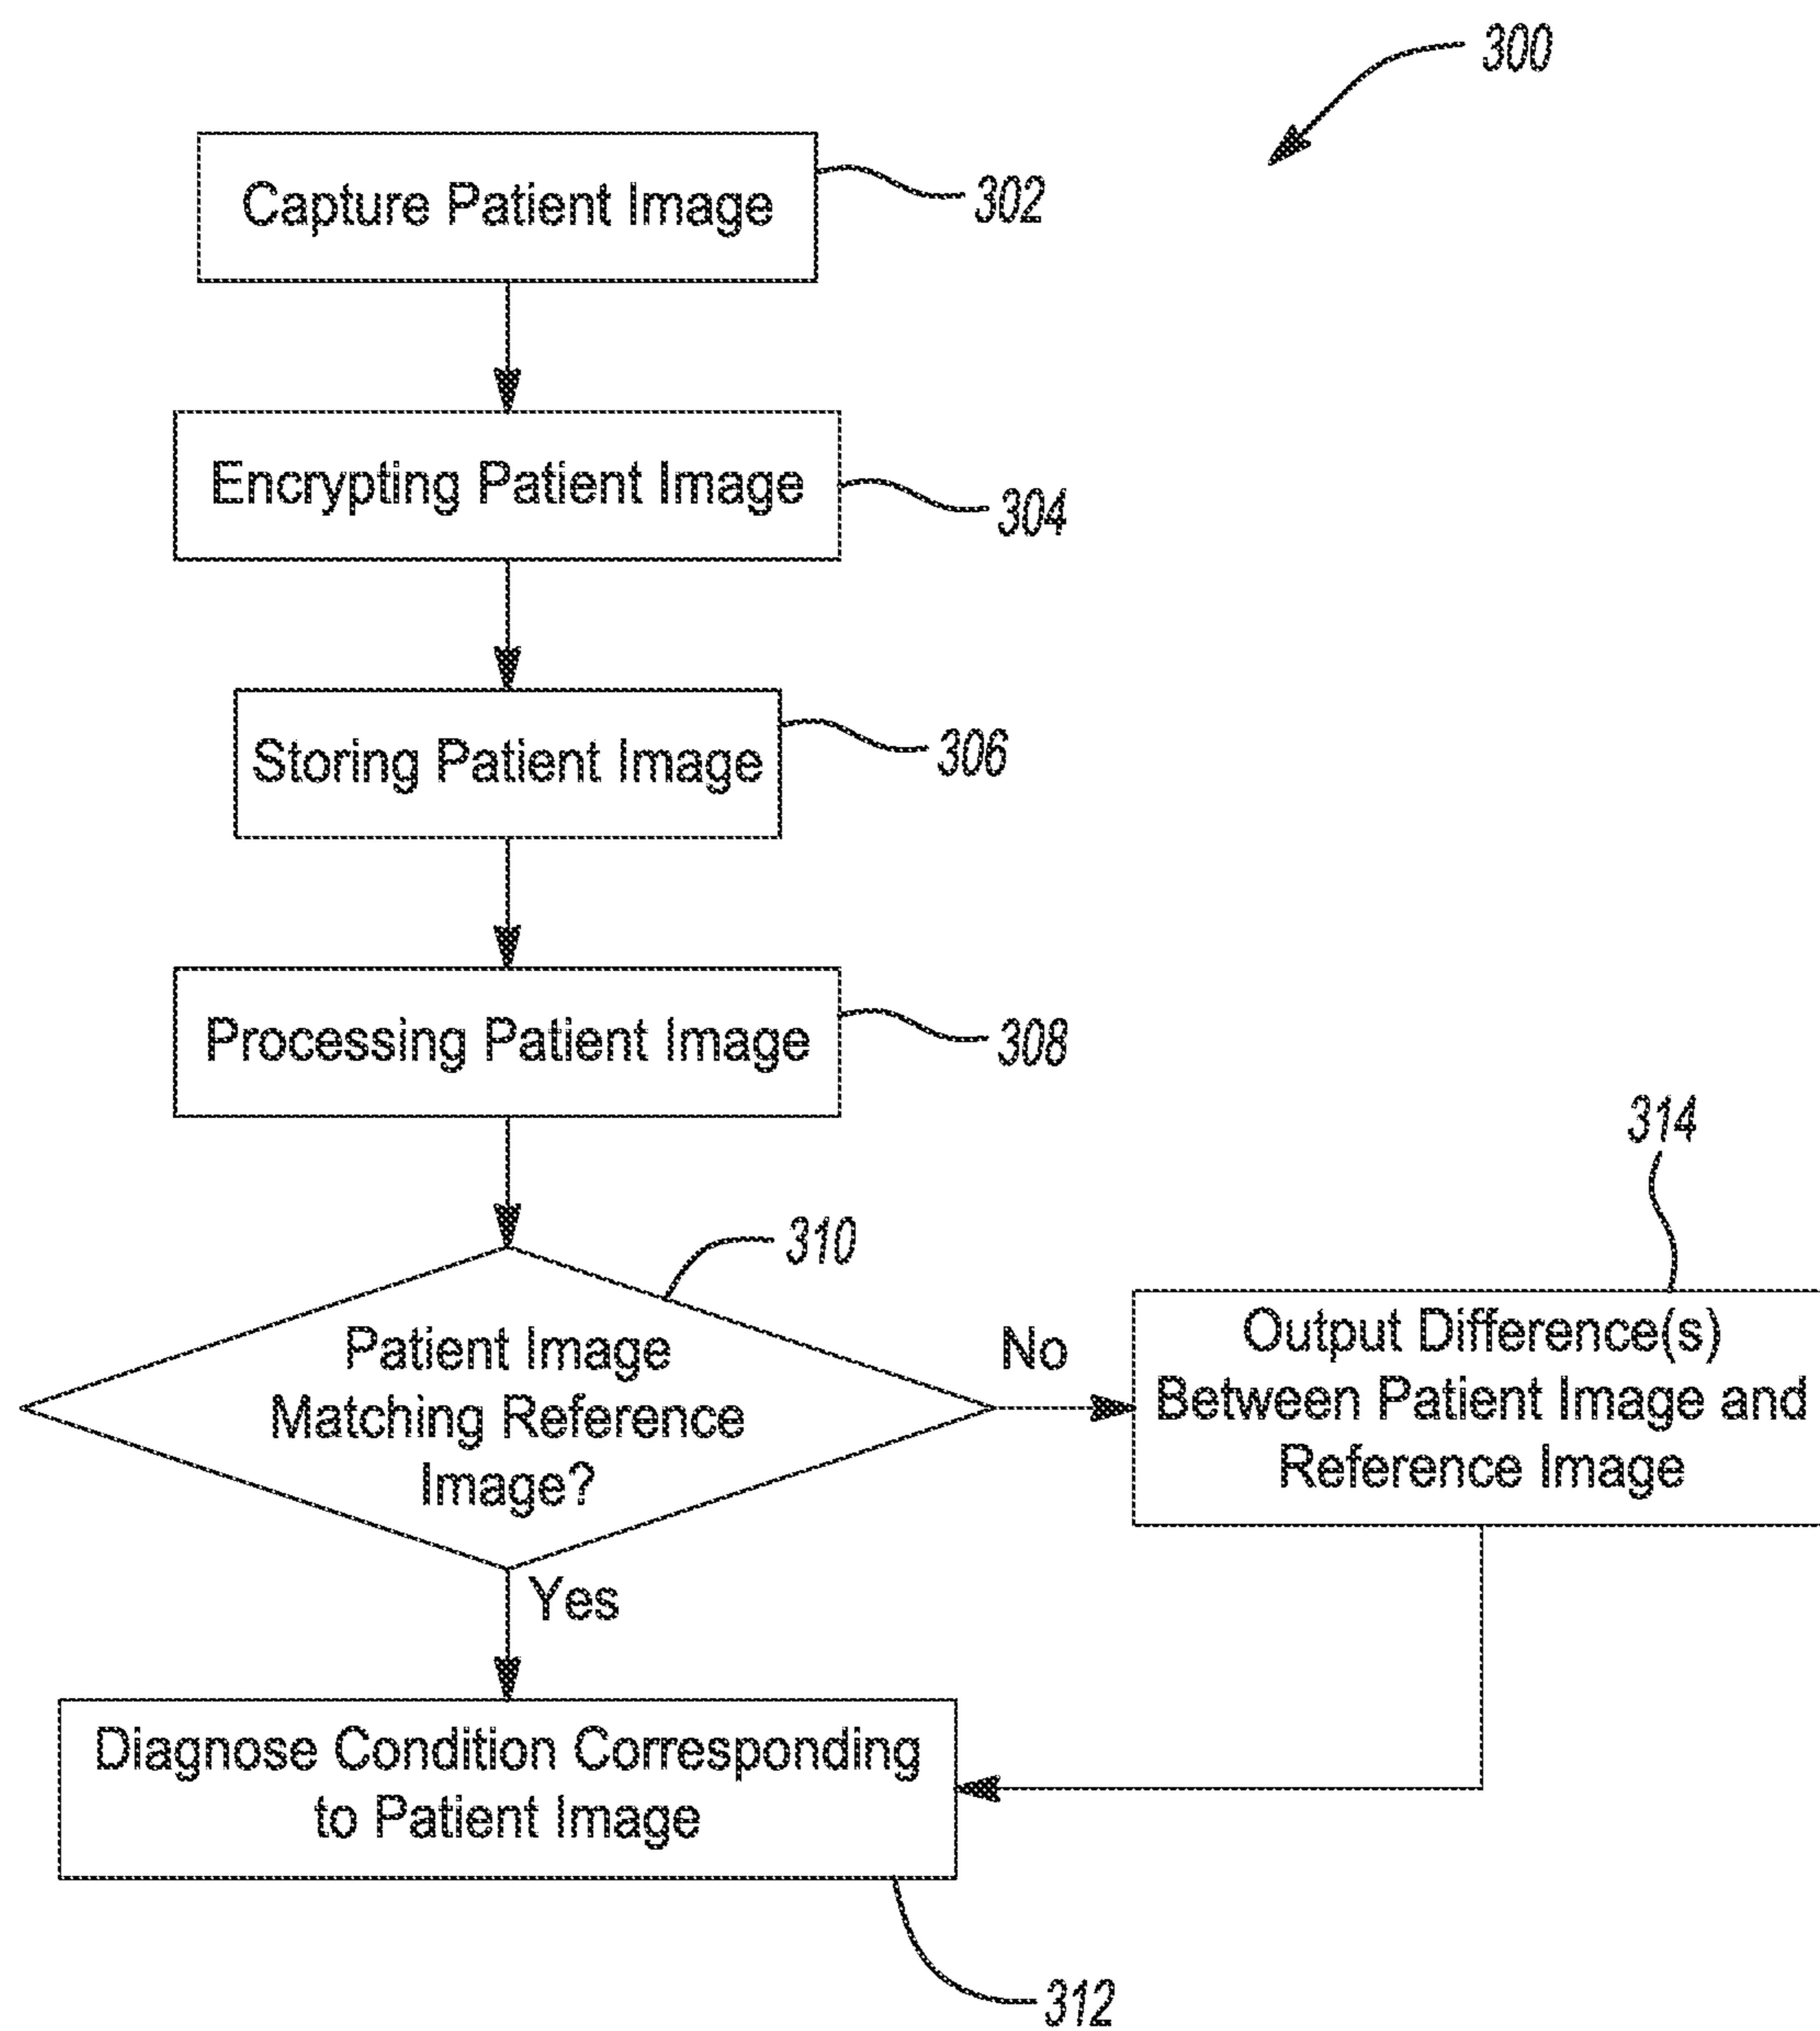 300
Capture Patient Image
302
Encrypting Patient Image
304
Storing Patient Image
306
Processing Patient Image
308
310
Patient Image
Matching Reference
Image?
No
314
Output Difference(s)
Between Patient Image and
Reference Image
Yes
Diagnose Condition Corresponding
to Patient Image
312